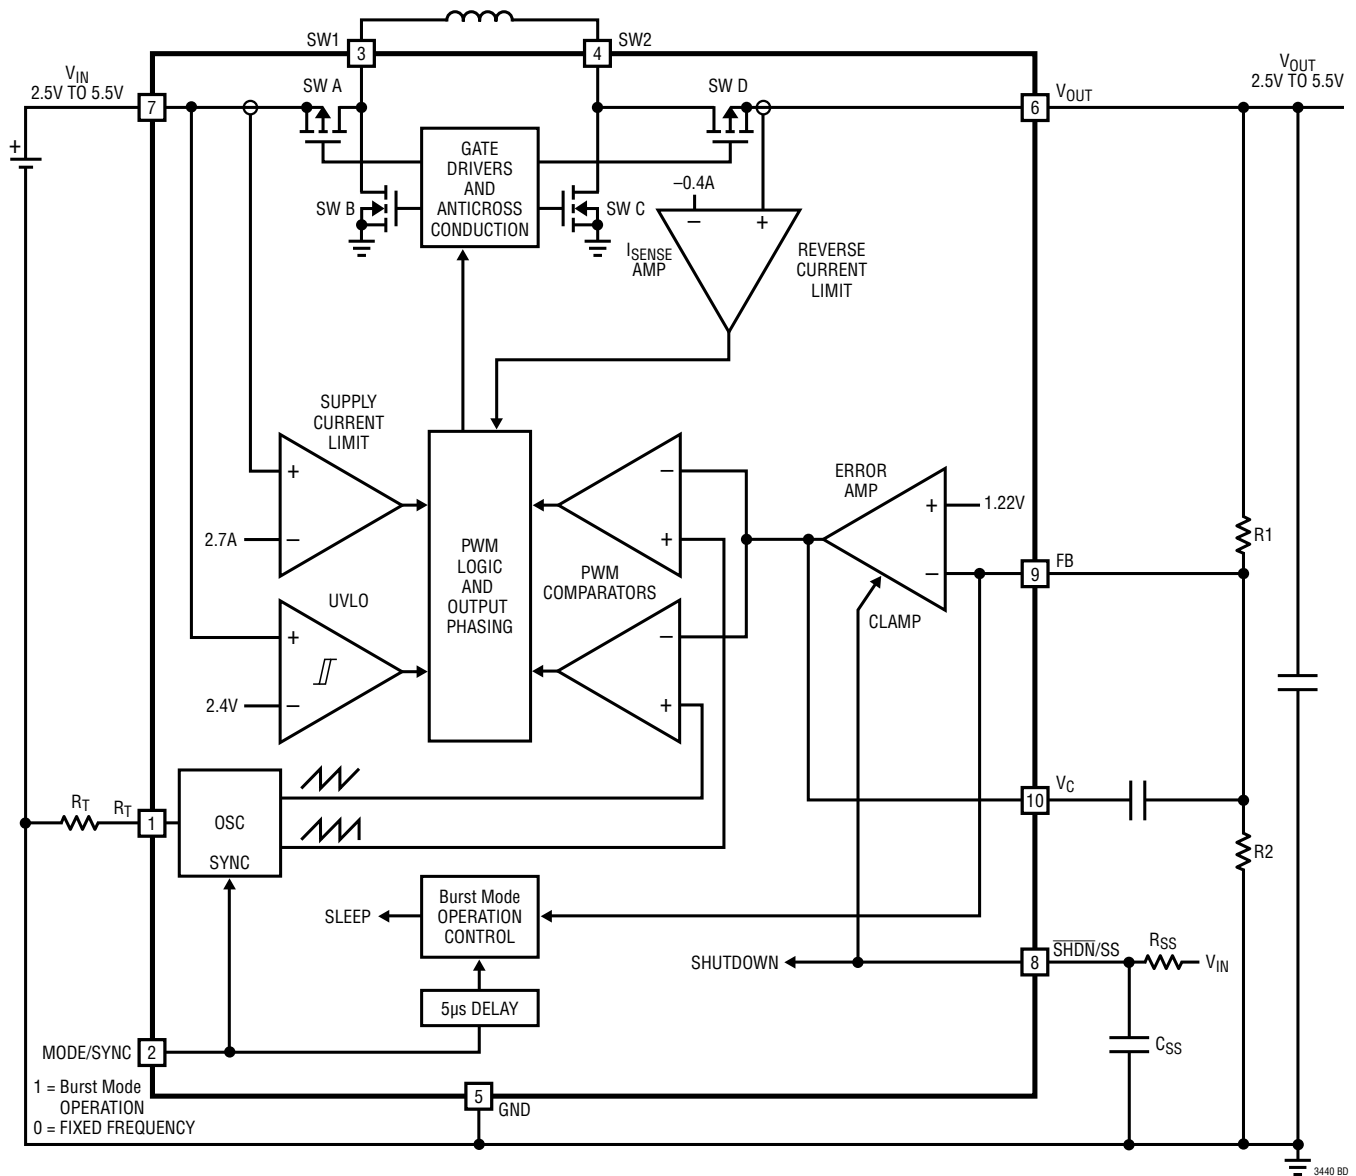 SW1
3
4
SW2
V_IN
2.5V TO 5.5V
7
SW A
SW D
6
V_OUT
V_OUT
2.5V TO 5.5V
+
GATE
DRIVERS
AND
ANTICROSS
CONDUCTION
SW B
SW C
–0.4A
–
+
I_SENSE
AMP
REVERSE
CURRENT
LIMIT
SUPPLY
CURRENT
LIMIT
+
2.7A
–
PWM
LOGIC
AND
OUTPUT
PHASING
–
+
PWM
COMPARATORS
–
+
ERROR
AMP
+
1.22V
–
CLAMP
9
FB
R1
UVLO
+
2.4V
–
R_T
R_T
1
OSC
SYNC
10
V_C
R2
SLEEP
Burst Mode
OPERATION
CONTROL
SHUTDOWN
8
S̅H̅D̅N̅/SS
R_SS
V_IN
5µs DELAY
C_SS
MODE/SYNC
2
1 = Burst Mode
OPERATION
0 = FIXED FREQUENCY
5
GND
3440 BD